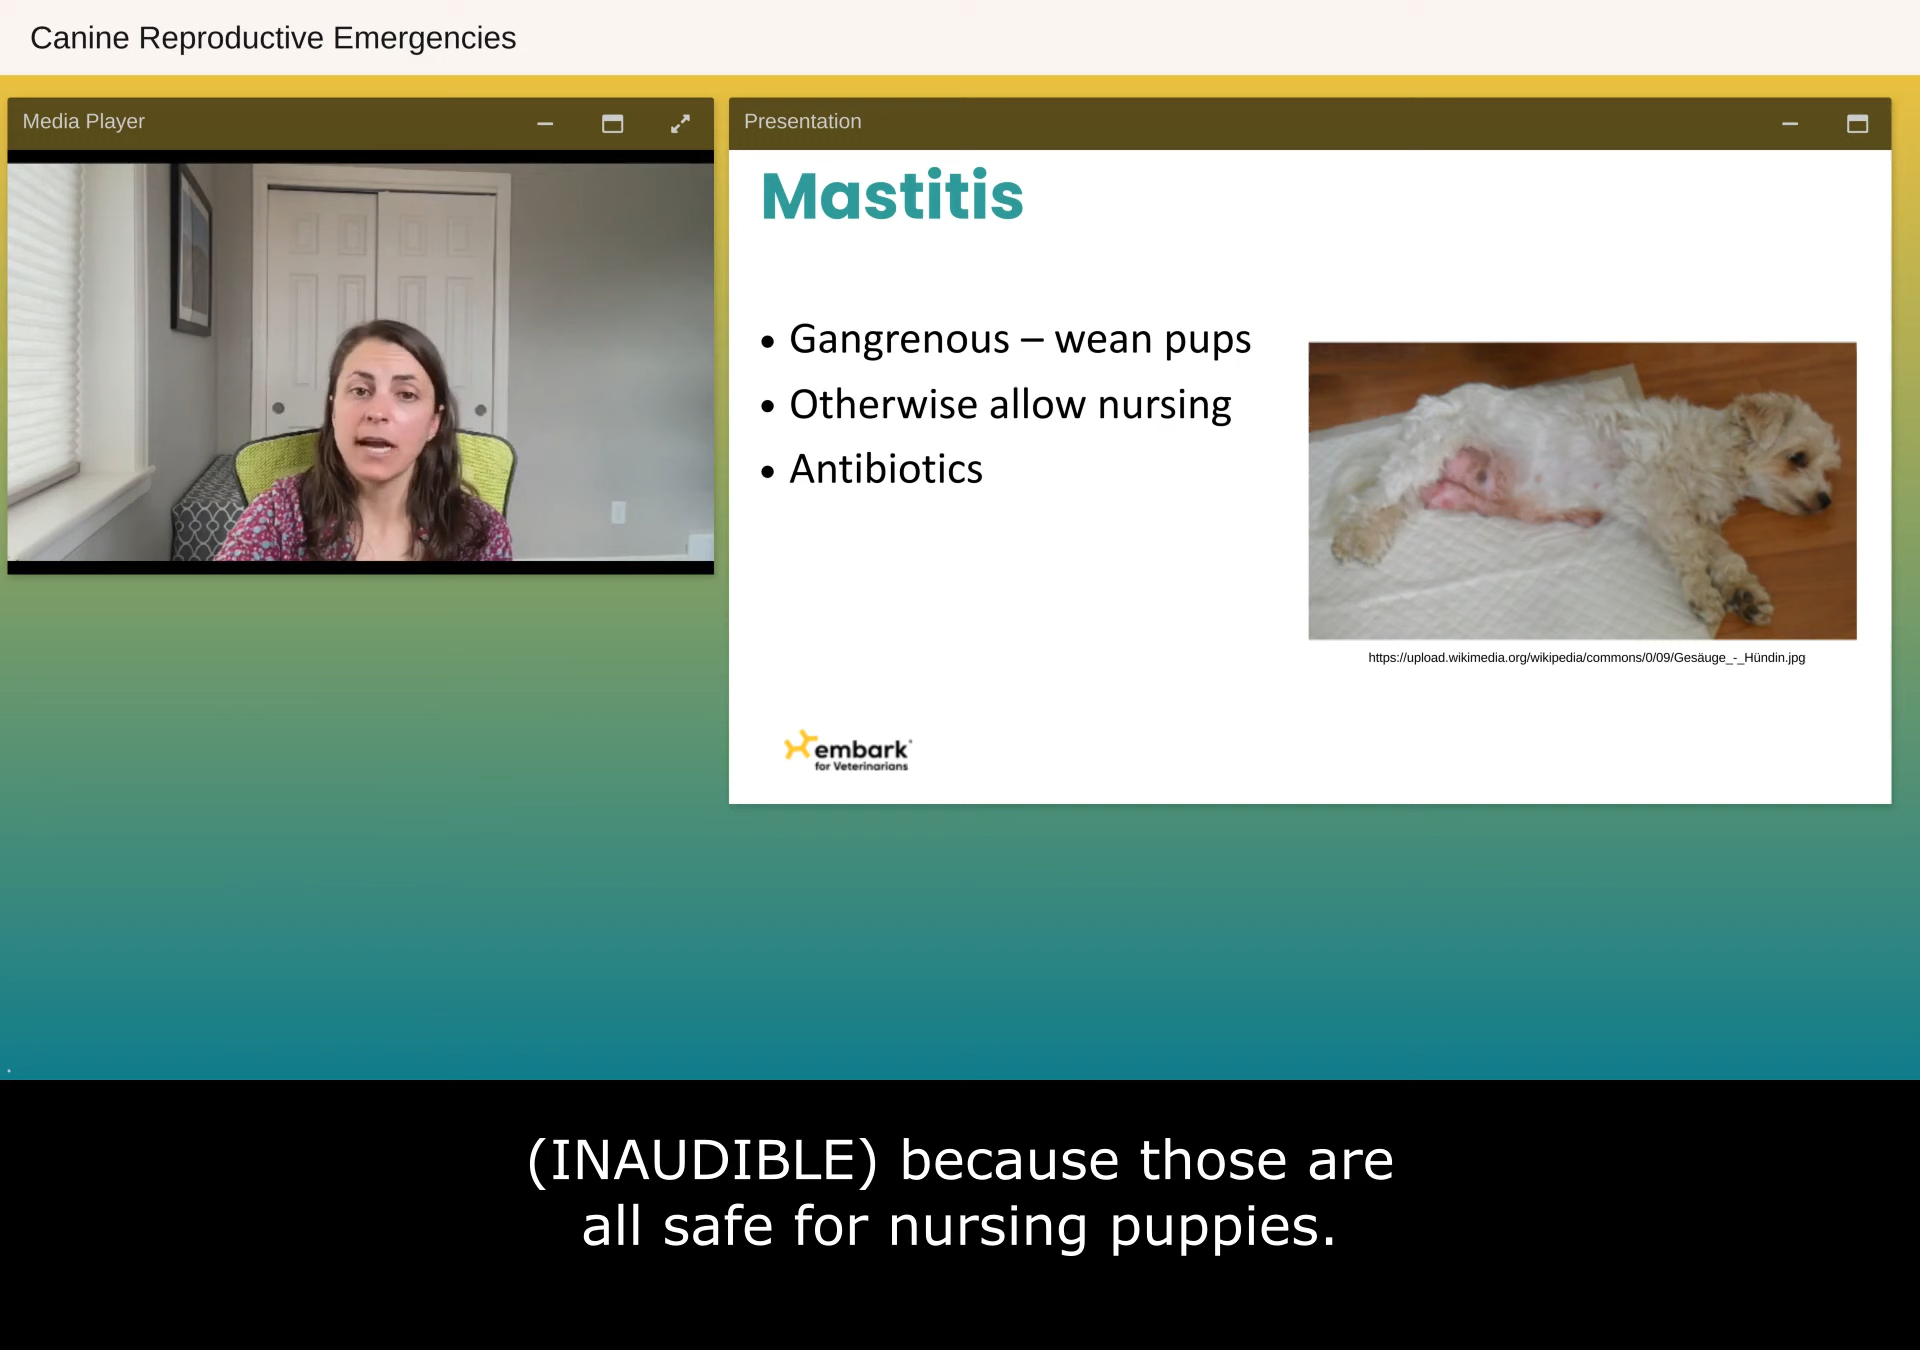 Canine Reproductive Emergencies
Media Player
Presentation
Mastitis
• Gangrenous – wean pups
• Otherwise allow nursing
• Antibiotics
https://upload.wikimedia.org/wikipedia/commons/0/09/Gesäuge_-_Hündin.jpg
embark
for Veterinarians
(INAUDIBLE) because those are
all safe for nursing puppies.